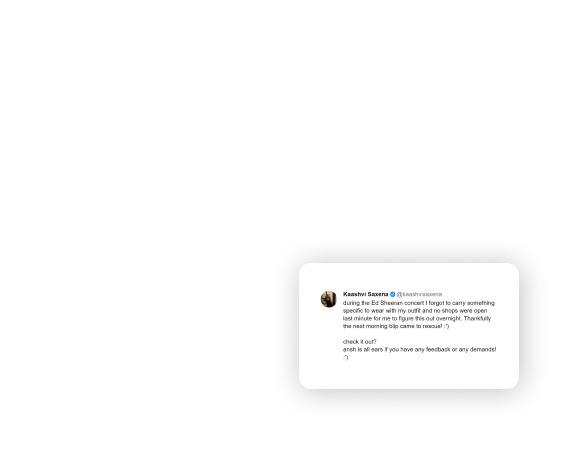 Kaashvi Saxena @kaashvisaxena
during the Ed Sheeran concert I forgot to carry something
specific to wear with my outfit and no shops were open
last minute for me to figure this out overnight. Thankfully
the next morning blip came to rescue! :')
check it out?
ansh is all ears if you have any feedback or any demands!
:')